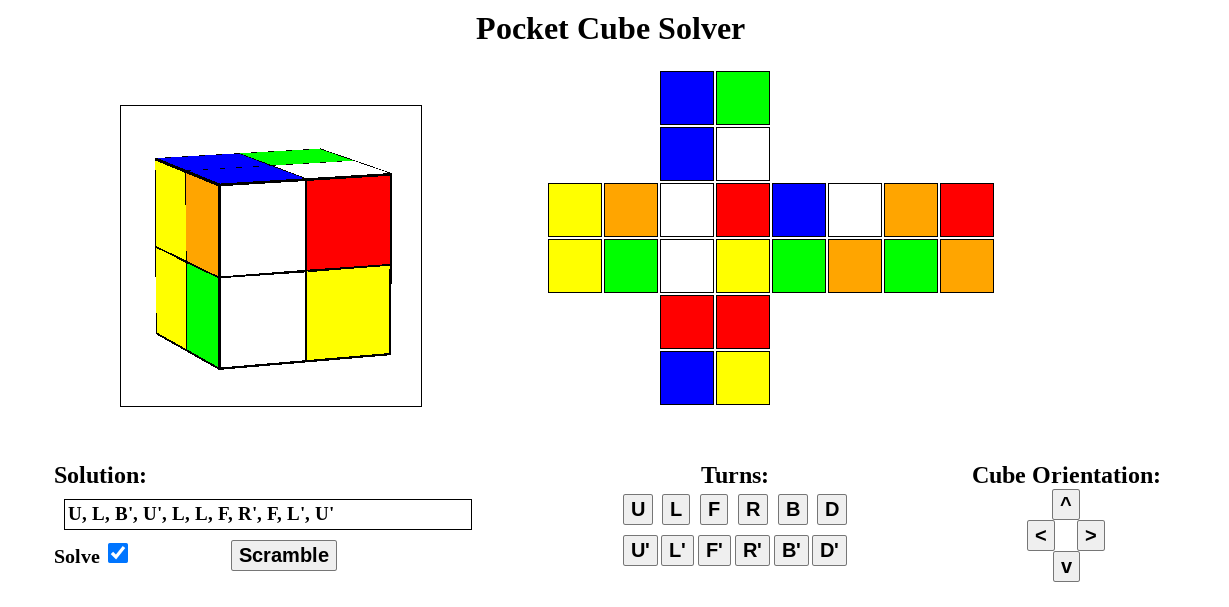 Pocket Cube Solver
Solution:
U, L, B', U', L, L, F, R', F, L', U'
Solve
Scramble
Turns:
U L F R B D
U' L' F' R' B' D'
Cube Orientation:
^
< >
v